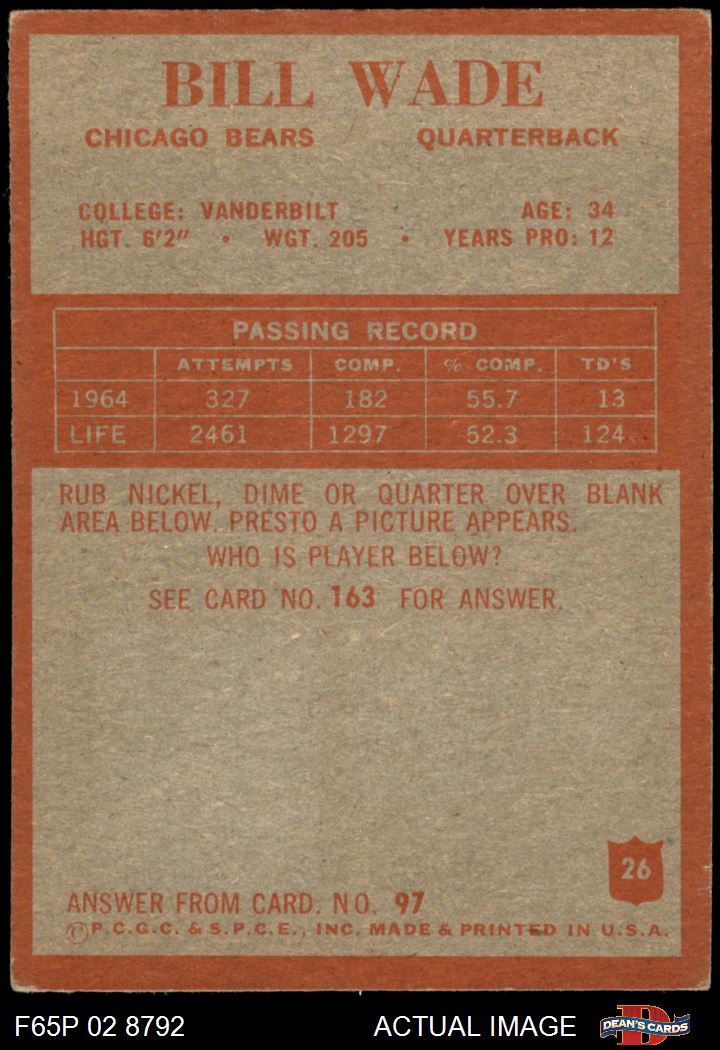 BILL WADE
CHICAGO BEARS QUARTERBACK
COLLEGE: VANDERBILT AGE: 34
HGT. 6'2" • WGT. 205 • YEARS PRO: 12
PASSING RECORD
ATTEMPTS COMP. % COMP. TD'S
1964 327 182 55.7 13
LIFE 2461 1297 52.3 124
RUB NICKEL, DIME OR QUARTER OVER BLANK
AREA BELOW. PRESTO A PICTURE APPEARS.
WHO IS PLAYER BELOW?
SEE CARD NO. 163 FOR ANSWER.
26
ANSWER FROM CARD. NO. 97
©P.C.G.C. & S.P.C.E., INC. MADE & PRINTED IN U.S.A.
F65P 02 8792 ACTUAL IMAGE D DEAN'S CARDS